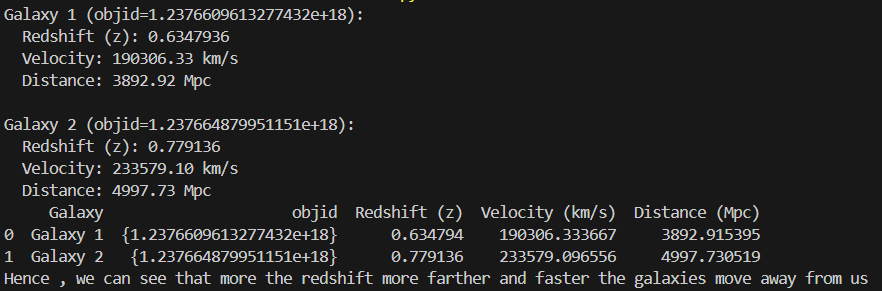 Galaxy 1 (objid=1.2376609613277432e+18):
  Redshift (z): 0.6347936
  Velocity: 190306.33 km/s
  Distance: 3892.92 Mpc

Galaxy 2 (objid=1.237664879951151e+18):
  Redshift (z): 0.779136
  Velocity: 233579.10 km/s
  Distance: 4997.73 Mpc
     Galaxy                    objid  Redshift (z)  Velocity (km/s)  Distance (Mpc)
0  Galaxy 1  {1.2376609613277432e+18}      0.634794    190306.333667     3892.915395
1  Galaxy 2   {1.237664879951151e+18}      0.779136    233579.096556     4997.730519
Hence , we can see that more the redshift more farther and faster the galaxies move away from us